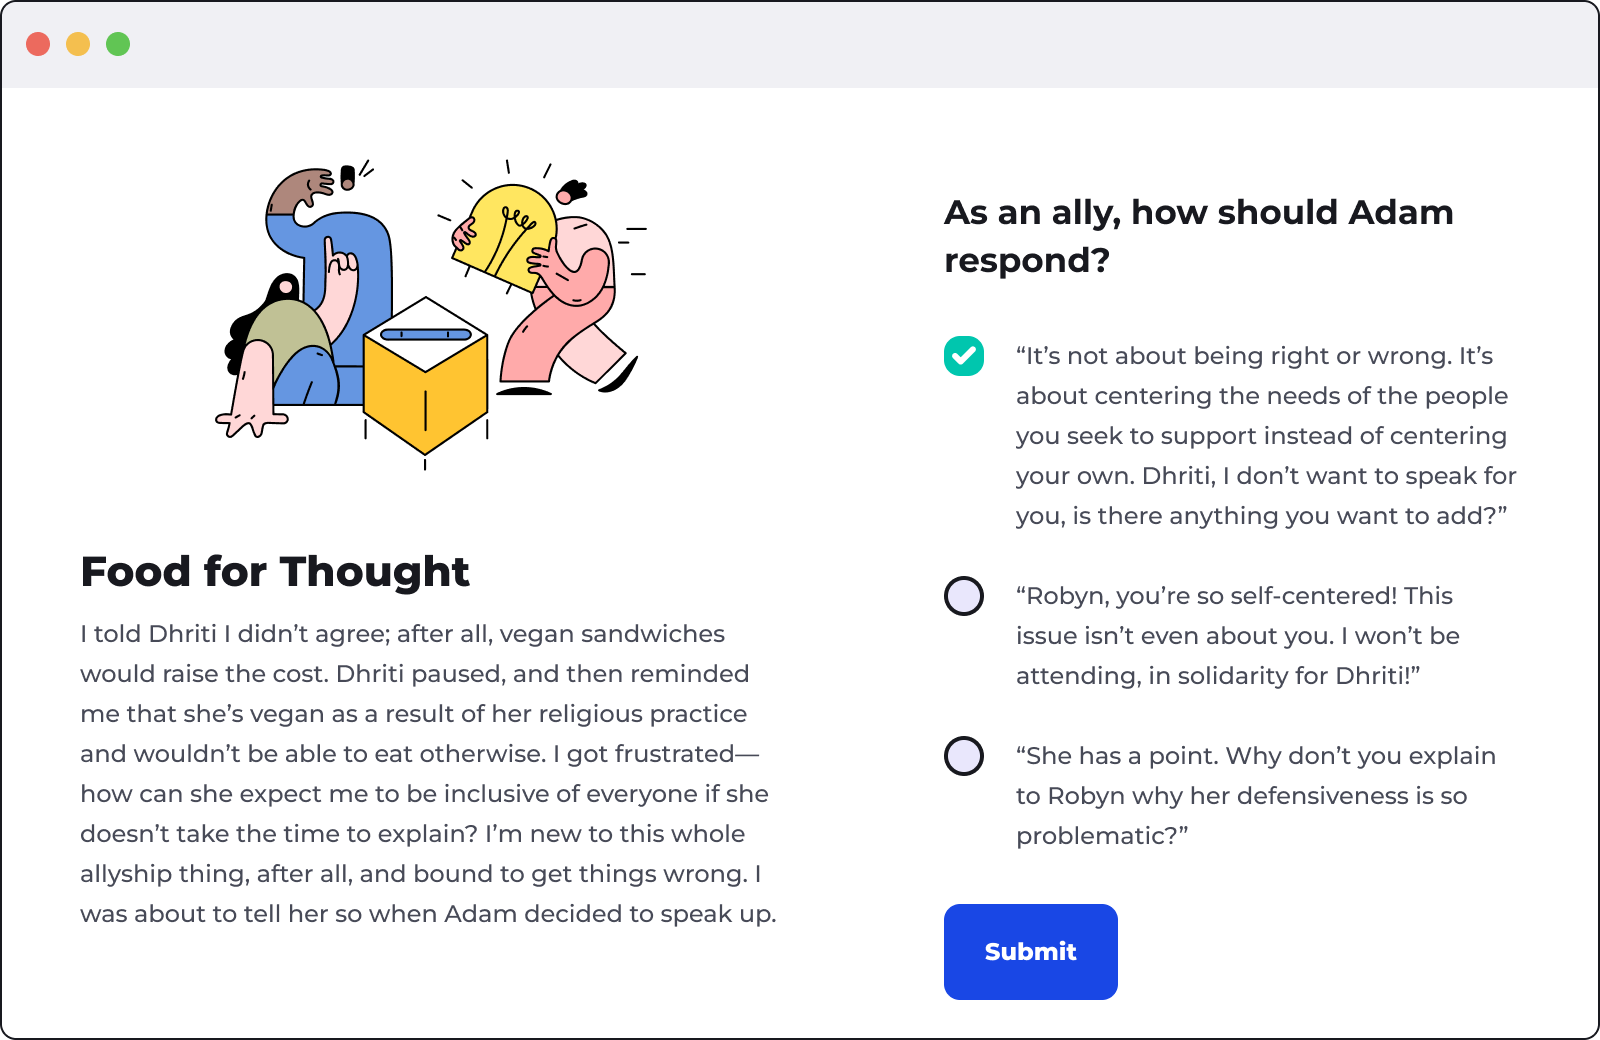 Food for Thought
I told Dhriti I didn’t agree; after all, vegan sandwiches
would raise the cost. Dhriti paused, and then reminded
me that she’s vegan as a result of her religious practice
and wouldn’t be able to eat otherwise. I got frustrated—
how can she expect me to be inclusive of everyone if she
doesn’t take the time to explain? I’m new to this whole
allyship thing, after all, and bound to get things wrong. I
was about to tell her so when Adam decided to speak up.
As an ally, how should Adam
respond?
“It’s not about being right or wrong. It’s
about centering the needs of the people
you seek to support instead of centering
your own. Dhriti, I don’t want to speak for
you, is there anything you want to add?”
“Robyn, you’re so self-centered! This
issue isn’t even about you. I won’t be
attending, in solidarity for Dhriti!”
“She has a point. Why don’t you explain
to Robyn why her defensiveness is so
problematic?”
Submit